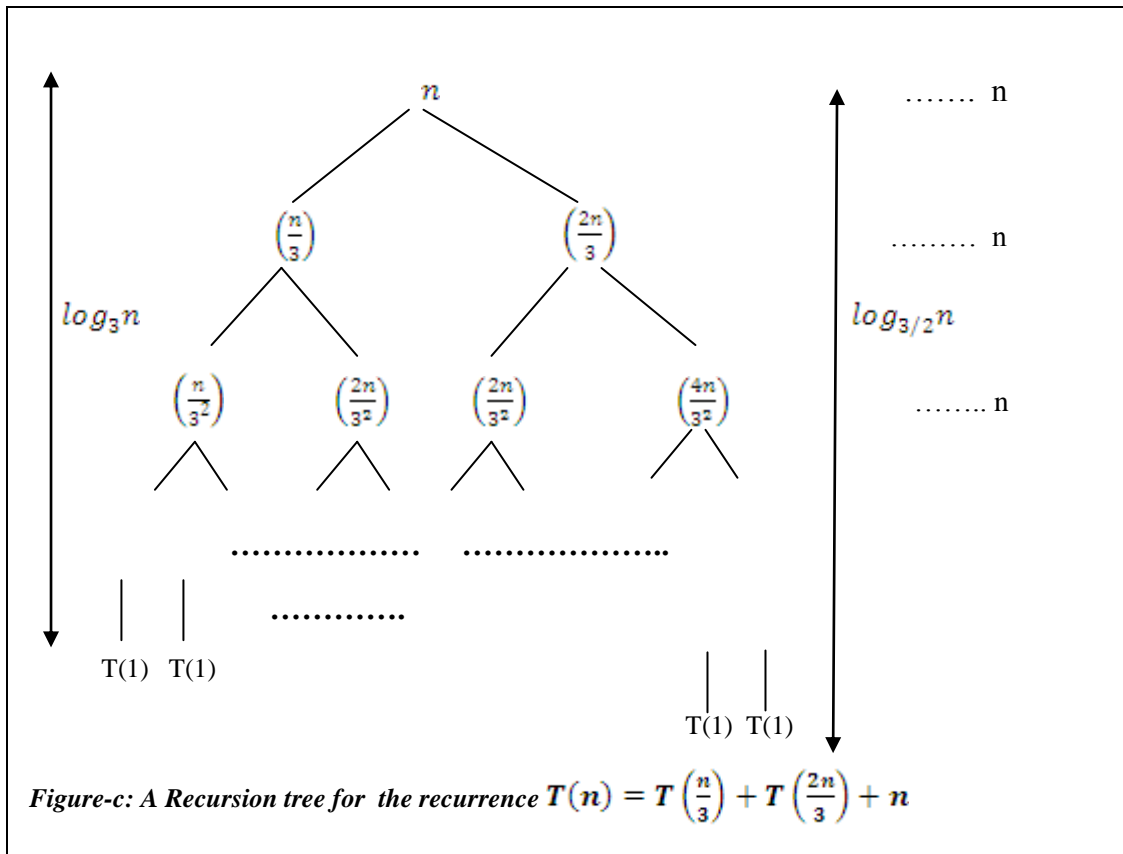 n ……. n
(n/3) (2n/3) ……… n
log₃n log₃/₂n
(n/3²) (2n/3²) (2n/3²) (4n/3²) …….. n
……………… ………………..
………….
T(1) T(1)
T(1) T(1)
Figure-c: A Recursion tree for the recurrence T(n) = T(n/3) + T(2n/3) + n